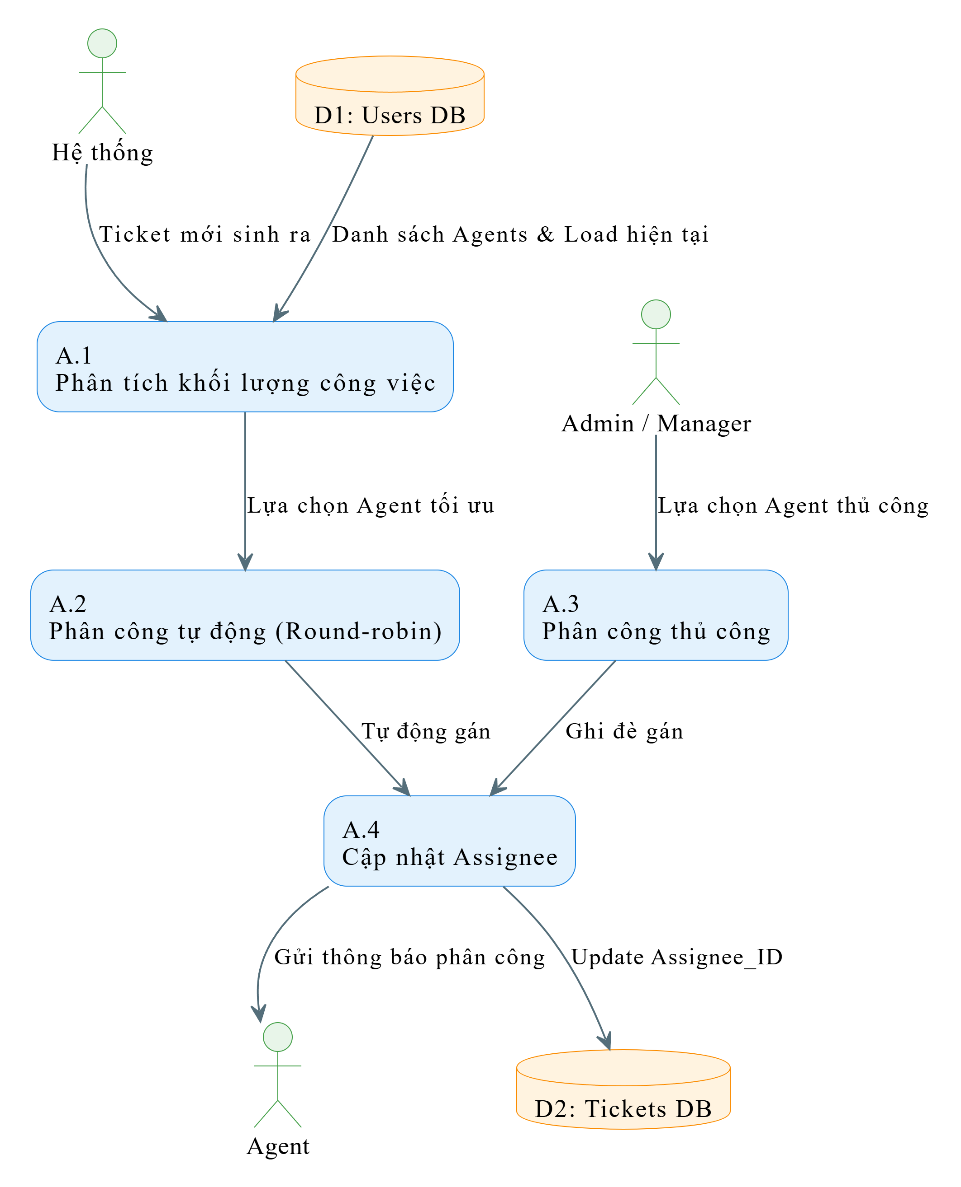 D1: Users DB
Hệ thống
Ticket mới sinh ra
Danh sách Agents & Load hiện tại
A.1
Phân tích khối lượng công việc
Admin / Manager
Lựa chọn Agent tối ưu
Lựa chọn Agent thủ công
A.2
Phân công tự động (Round-robin)
A.3
Phân công thủ công
Tự động gán
Ghi đè gán
A.4
Cập nhật Assignee
Gửi thông báo phân công
Update Assignee_ID
D2: Tickets DB
Agent